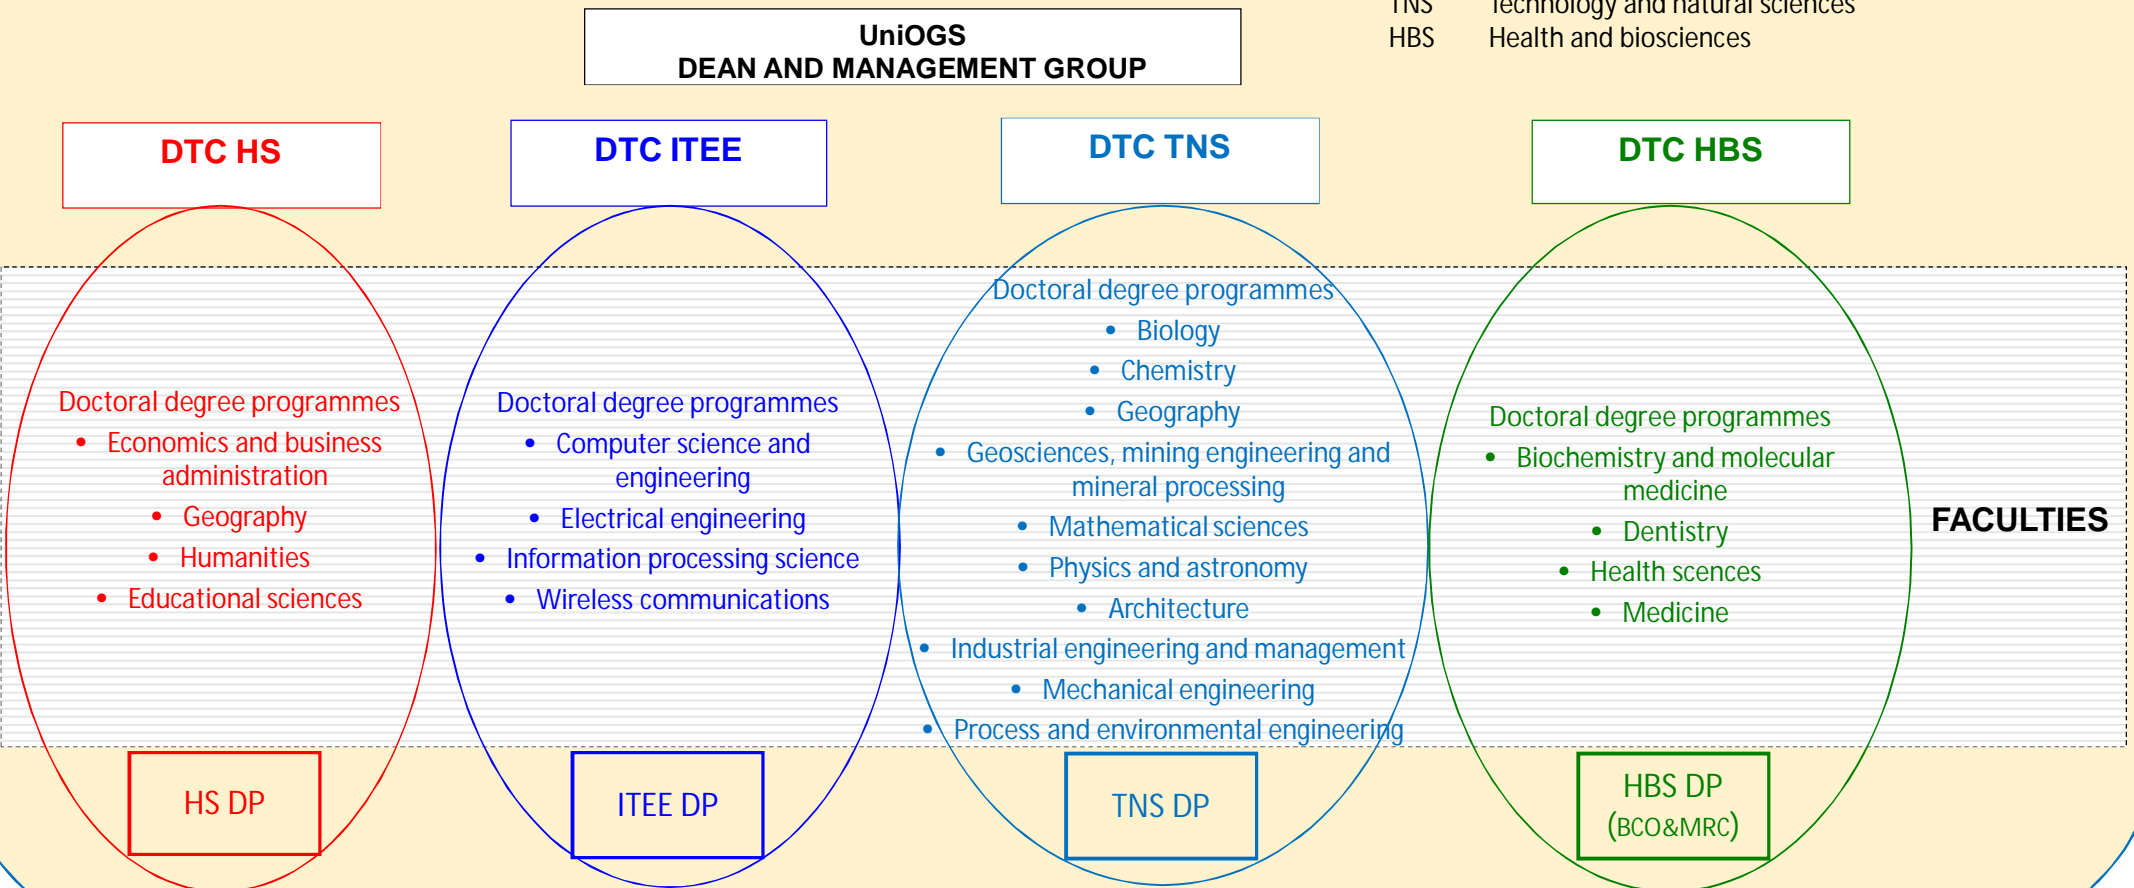 TNS Technology and natural sciences
HBS Health and biosciences
UniOGS
DEAN AND MANAGEMENT GROUP
DTC HS
DTC ITEE
DTC TNS
DTC HBS
Doctoral degree programmes
• Economics and business
administration
• Geography
• Humanities
• Educational sciences
Doctoral degree programmes
• Computer science and
engineering
• Electrical engineering
• Information processing science
• Wireless communications
Doctoral degree programmes
• Biology
• Chemistry
• Geography
• Geosciences, mining engineering and
mineral processing
• Mathematical sciences
• Physics and astronomy
• Architecture
• Industrial engineering and management
• Mechanical engineering
• Process and environmental engineering
Doctoral degree programmes
• Biochemistry and molecular
medicine
• Dentistry
• Health scences
• Medicine
FACULTIES
HS DP
ITEE DP
TNS DP
HBS DP
(BCO&MRC)